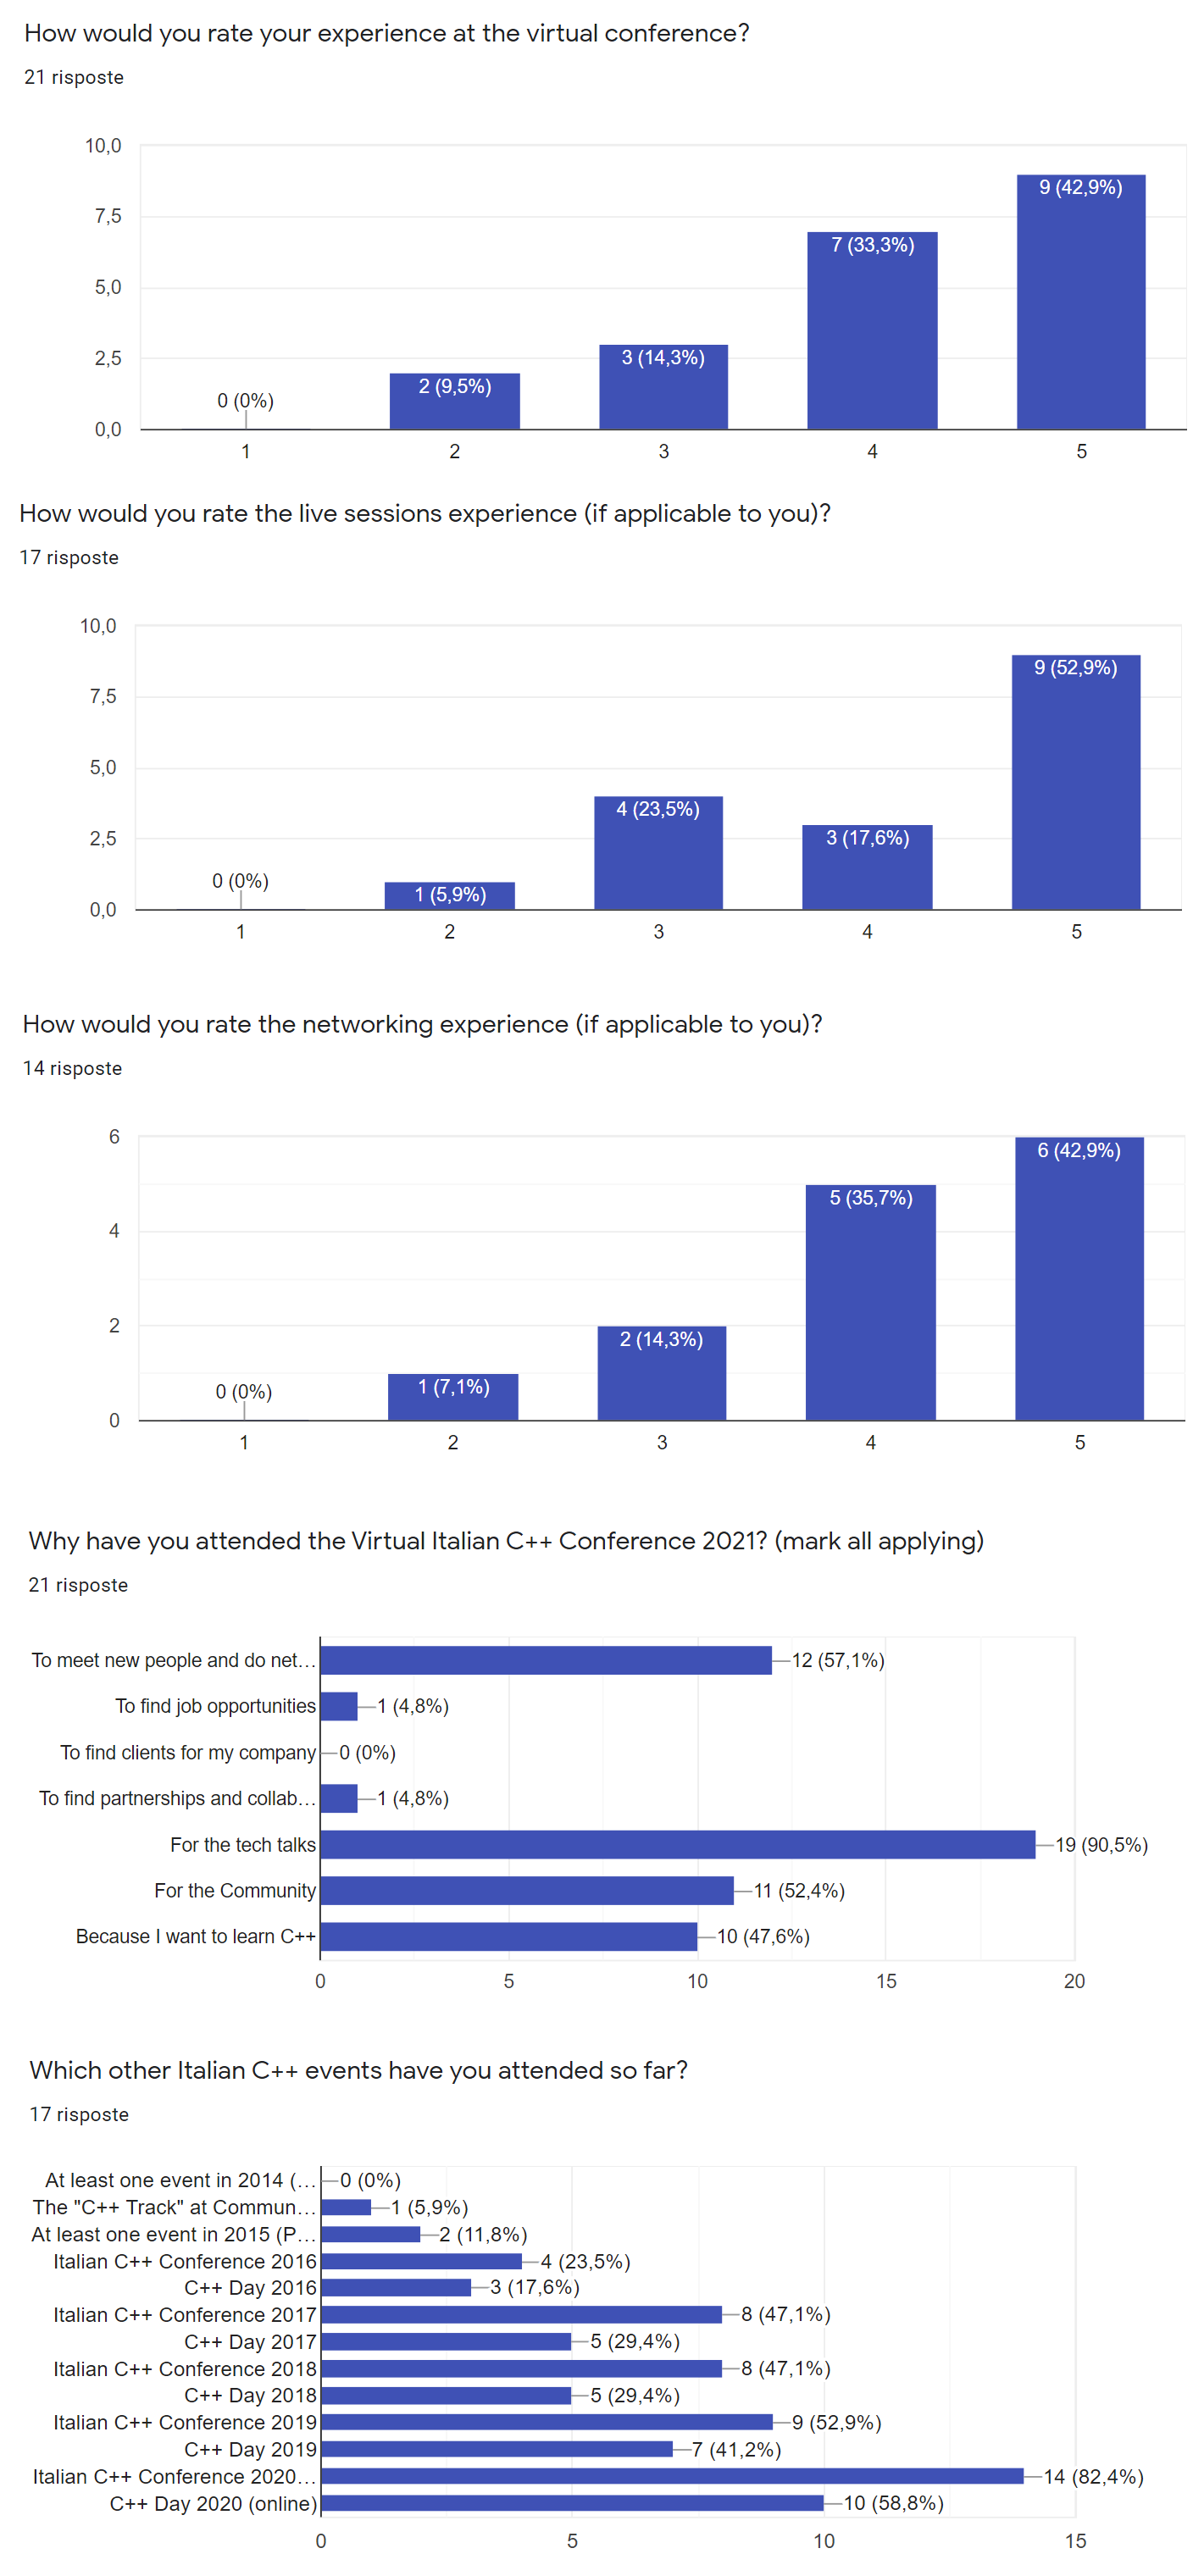 How would you rate your experience at the virtual conference?
21 risposte
10,0
7,5
5,0
2,5
0,0
0 (0%)
2 (9,5%)
3 (14,3%)
7 (33,3%)
9 (42,9%)
1 2 3 4 5
How would you rate the live sessions experience (if applicable to you)?
17 risposte
10,0
7,5
5,0
2,5
0,0
0 (0%)
1 (5,9%)
4 (23,5%)
3 (17,6%)
9 (52,9%)
1 2 3 4 5
How would you rate the networking experience (if applicable to you)?
14 risposte
6
4
2
0
0 (0%)
1 (7,1%)
2 (14,3%)
5 (35,7%)
6 (42,9%)
1 2 3 4 5
Why have you attended the Virtual Italian C++ Conference 2021? (mark all applying)
21 risposte
To meet new people and do net… 12 (57,1%)
To find job opportunities 1 (4,8%)
To find clients for my company 0 (0%)
To find partnerships and collab… 1 (4,8%)
For the tech talks 19 (90,5%)
For the Community 11 (52,4%)
Because I want to learn C++ 10 (47,6%)
0 5 10 15 20
Which other Italian C++ events have you attended so far?
17 risposte
At least one event in 2014 (… 0 (0%)
The "C++ Track" at Commun… 1 (5,9%)
At least one event in 2015 (P… 2 (11,8%)
Italian C++ Conference 2016 4 (23,5%)
C++ Day 2016 3 (17,6%)
Italian C++ Conference 2017 8 (47,1%)
C++ Day 2017 5 (29,4%)
Italian C++ Conference 2018 8 (47,1%)
C++ Day 2018 5 (29,4%)
Italian C++ Conference 2019 9 (52,9%)
C++ Day 2019 7 (41,2%)
Italian C++ Conference 2020… 14 (82,4%)
C++ Day 2020 (online) 10 (58,8%)
0 5 10 15